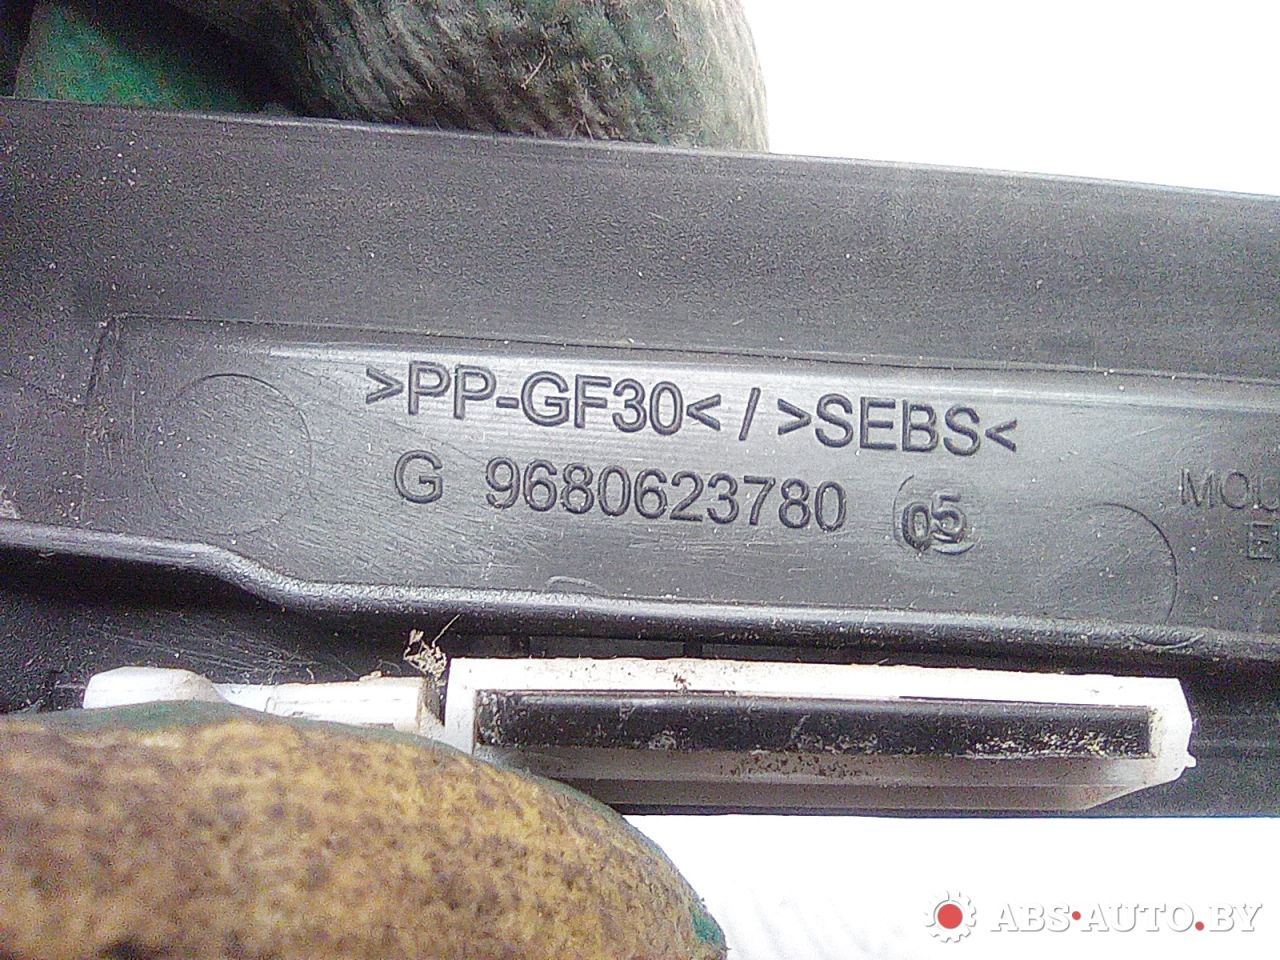 >PP-GF30< / >SEBS<
G 9680623780 05
ABS-AUTO.BY